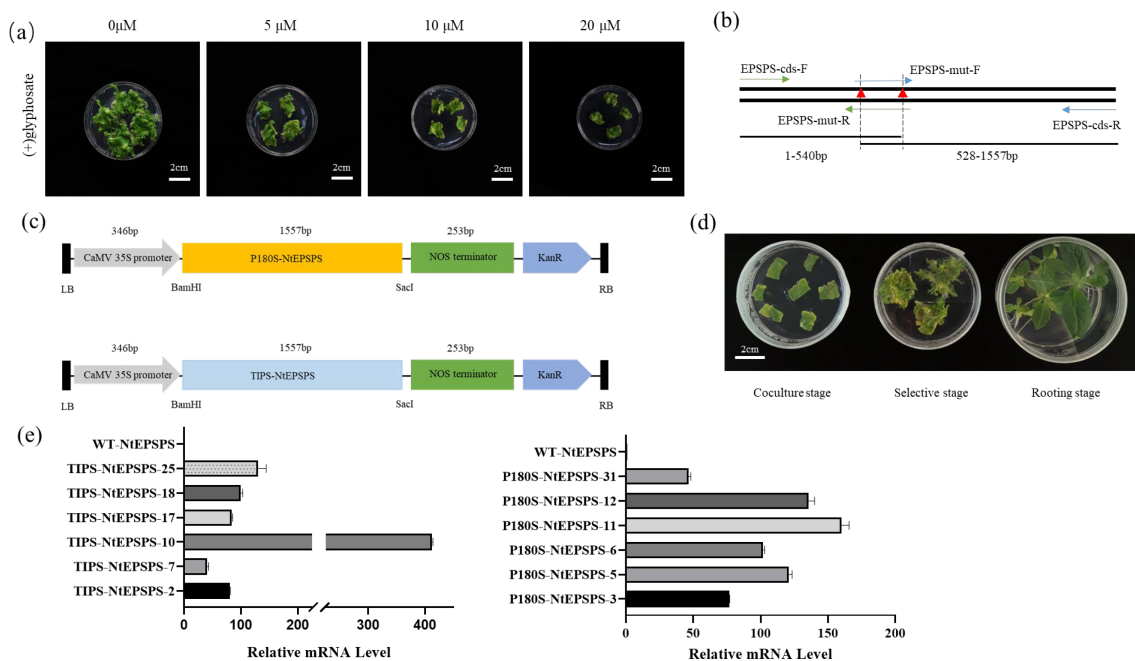 (a)
0μM
5 μM
10 μM
20 μM
(+)glyphosate
2cm
2cm
2cm
2cm
(b)
EPSPS-cds-F
EPSPS-mut-F
EPSPS-mut-R
EPSPS-cds-R
1-540bp
528-1557bp
(c)
346bp
1557bp
253bp
CaMV 35S promoter
P180S-NtEPSPS
NOS terminator
KanR
LB
BamHI
SacI
RB
346bp
1557bp
253bp
CaMV 35S promoter
TIPS-NtEPSPS
NOS terminator
KanR
LB
BamHI
SacI
RB
(d)
2cm
Coculture stage
Selective stage
Rooting stage
(e)
WT-NtEPSPS
TIPS-NtEPSPS-25
TIPS-NtEPSPS-18
TIPS-NtEPSPS-17
TIPS-NtEPSPS-10
TIPS-NtEPSPS-7
TIPS-NtEPSPS-2
0
100
200
300
400
Relative mRNA Level
WT-NtEPSPS
P180S-NtEPSPS-31
P180S-NtEPSPS-12
P180S-NtEPSPS-11
P180S-NtEPSPS-6
P180S-NtEPSPS-5
P180S-NtEPSPS-3
0
50
100
150
200
Relative mRNA Level